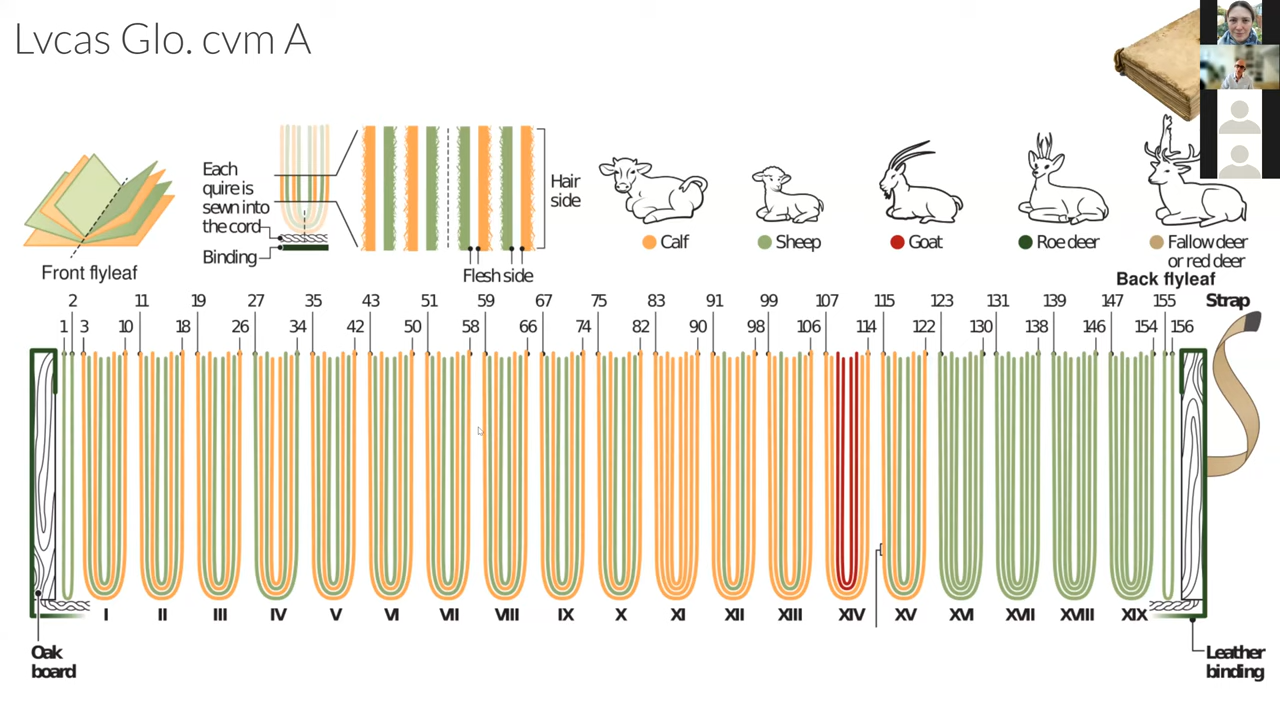 Lvcas Glo. cvm A
Each
quire is
sewn into
the cord
Binding
Front flyleaf
Hair
side
Flesh side
Calf
Sheep
Goat
Roe deer
Fallow deer
or red deer
Back flyleaf
Strap
2 11 19 27 35 43 51 59 67 75 83 91 99 107 115 123 131 139 147 155
1 3 10 18 26 34 42 50 58 66 74 82 90 98 106 114 122 130 138 146 154 156
I II III IV V VI VII VIII IX X XI XII XIII XIV XV XVI XVII XVIII XIX
Oak
board
Leather
binding